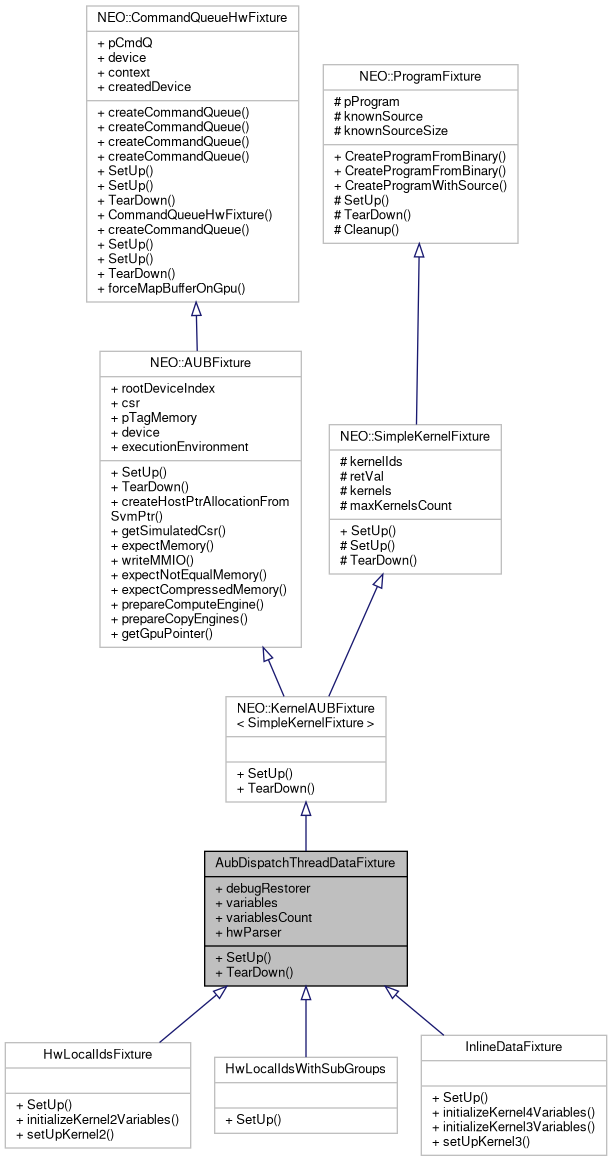 NEO::CommandQueueHwFixture
+ pCmdQ
+ device
+ context
+ createdDevice
+ createCommandQueue()
+ createCommandQueue()
+ createCommandQueue()
+ createCommandQueue()
+ SetUp()
+ SetUp()
+ TearDown()
+ CommandQueueHwFixture()
+ createCommandQueue()
+ SetUp()
+ SetUp()
+ TearDown()
+ forceMapBufferOnGpu()
NEO::ProgramFixture
# pProgram
# knownSource
# knownSourceSize
+ CreateProgramFromBinary()
+ CreateProgramFromBinary()
+ CreateProgramWithSource()
# SetUp()
# TearDown()
# Cleanup()
NEO::AUBFixture
+ rootDeviceIndex
+ csr
+ pTagMemory
+ device
+ executionEnvironment
+ SetUp()
+ TearDown()
+ createHostPtrAllocationFrom
SvmPtr()
+ getSimulatedCsr()
+ expectMemory()
+ writeMMIO()
+ expectNotEqualMemory()
+ expectCompressedMemory()
+ prepareComputeEngine()
+ prepareCopyEngines()
+ getGpuPointer()
NEO::SimpleKernelFixture
# kernelIds
# retVal
# kernels
# maxKernelsCount
+ SetUp()
# SetUp()
# TearDown()
NEO::KernelAUBFixture
< SimpleKernelFixture >
+ SetUp()
+ TearDown()
AubDispatchThreadDataFixture
+ debugRestorer
+ variables
+ variablesCount
+ hwParser
+ SetUp()
+ TearDown()
HwLocalIdsFixture
+ SetUp()
+ initializeKernel2Variables()
+ setUpKernel2()
HwLocalIdsWithSubGroups
+ SetUp()
InlineDataFixture
+ SetUp()
+ initializeKernel4Variables()
+ initializeKernel3Variables()
+ setUpKernel3()